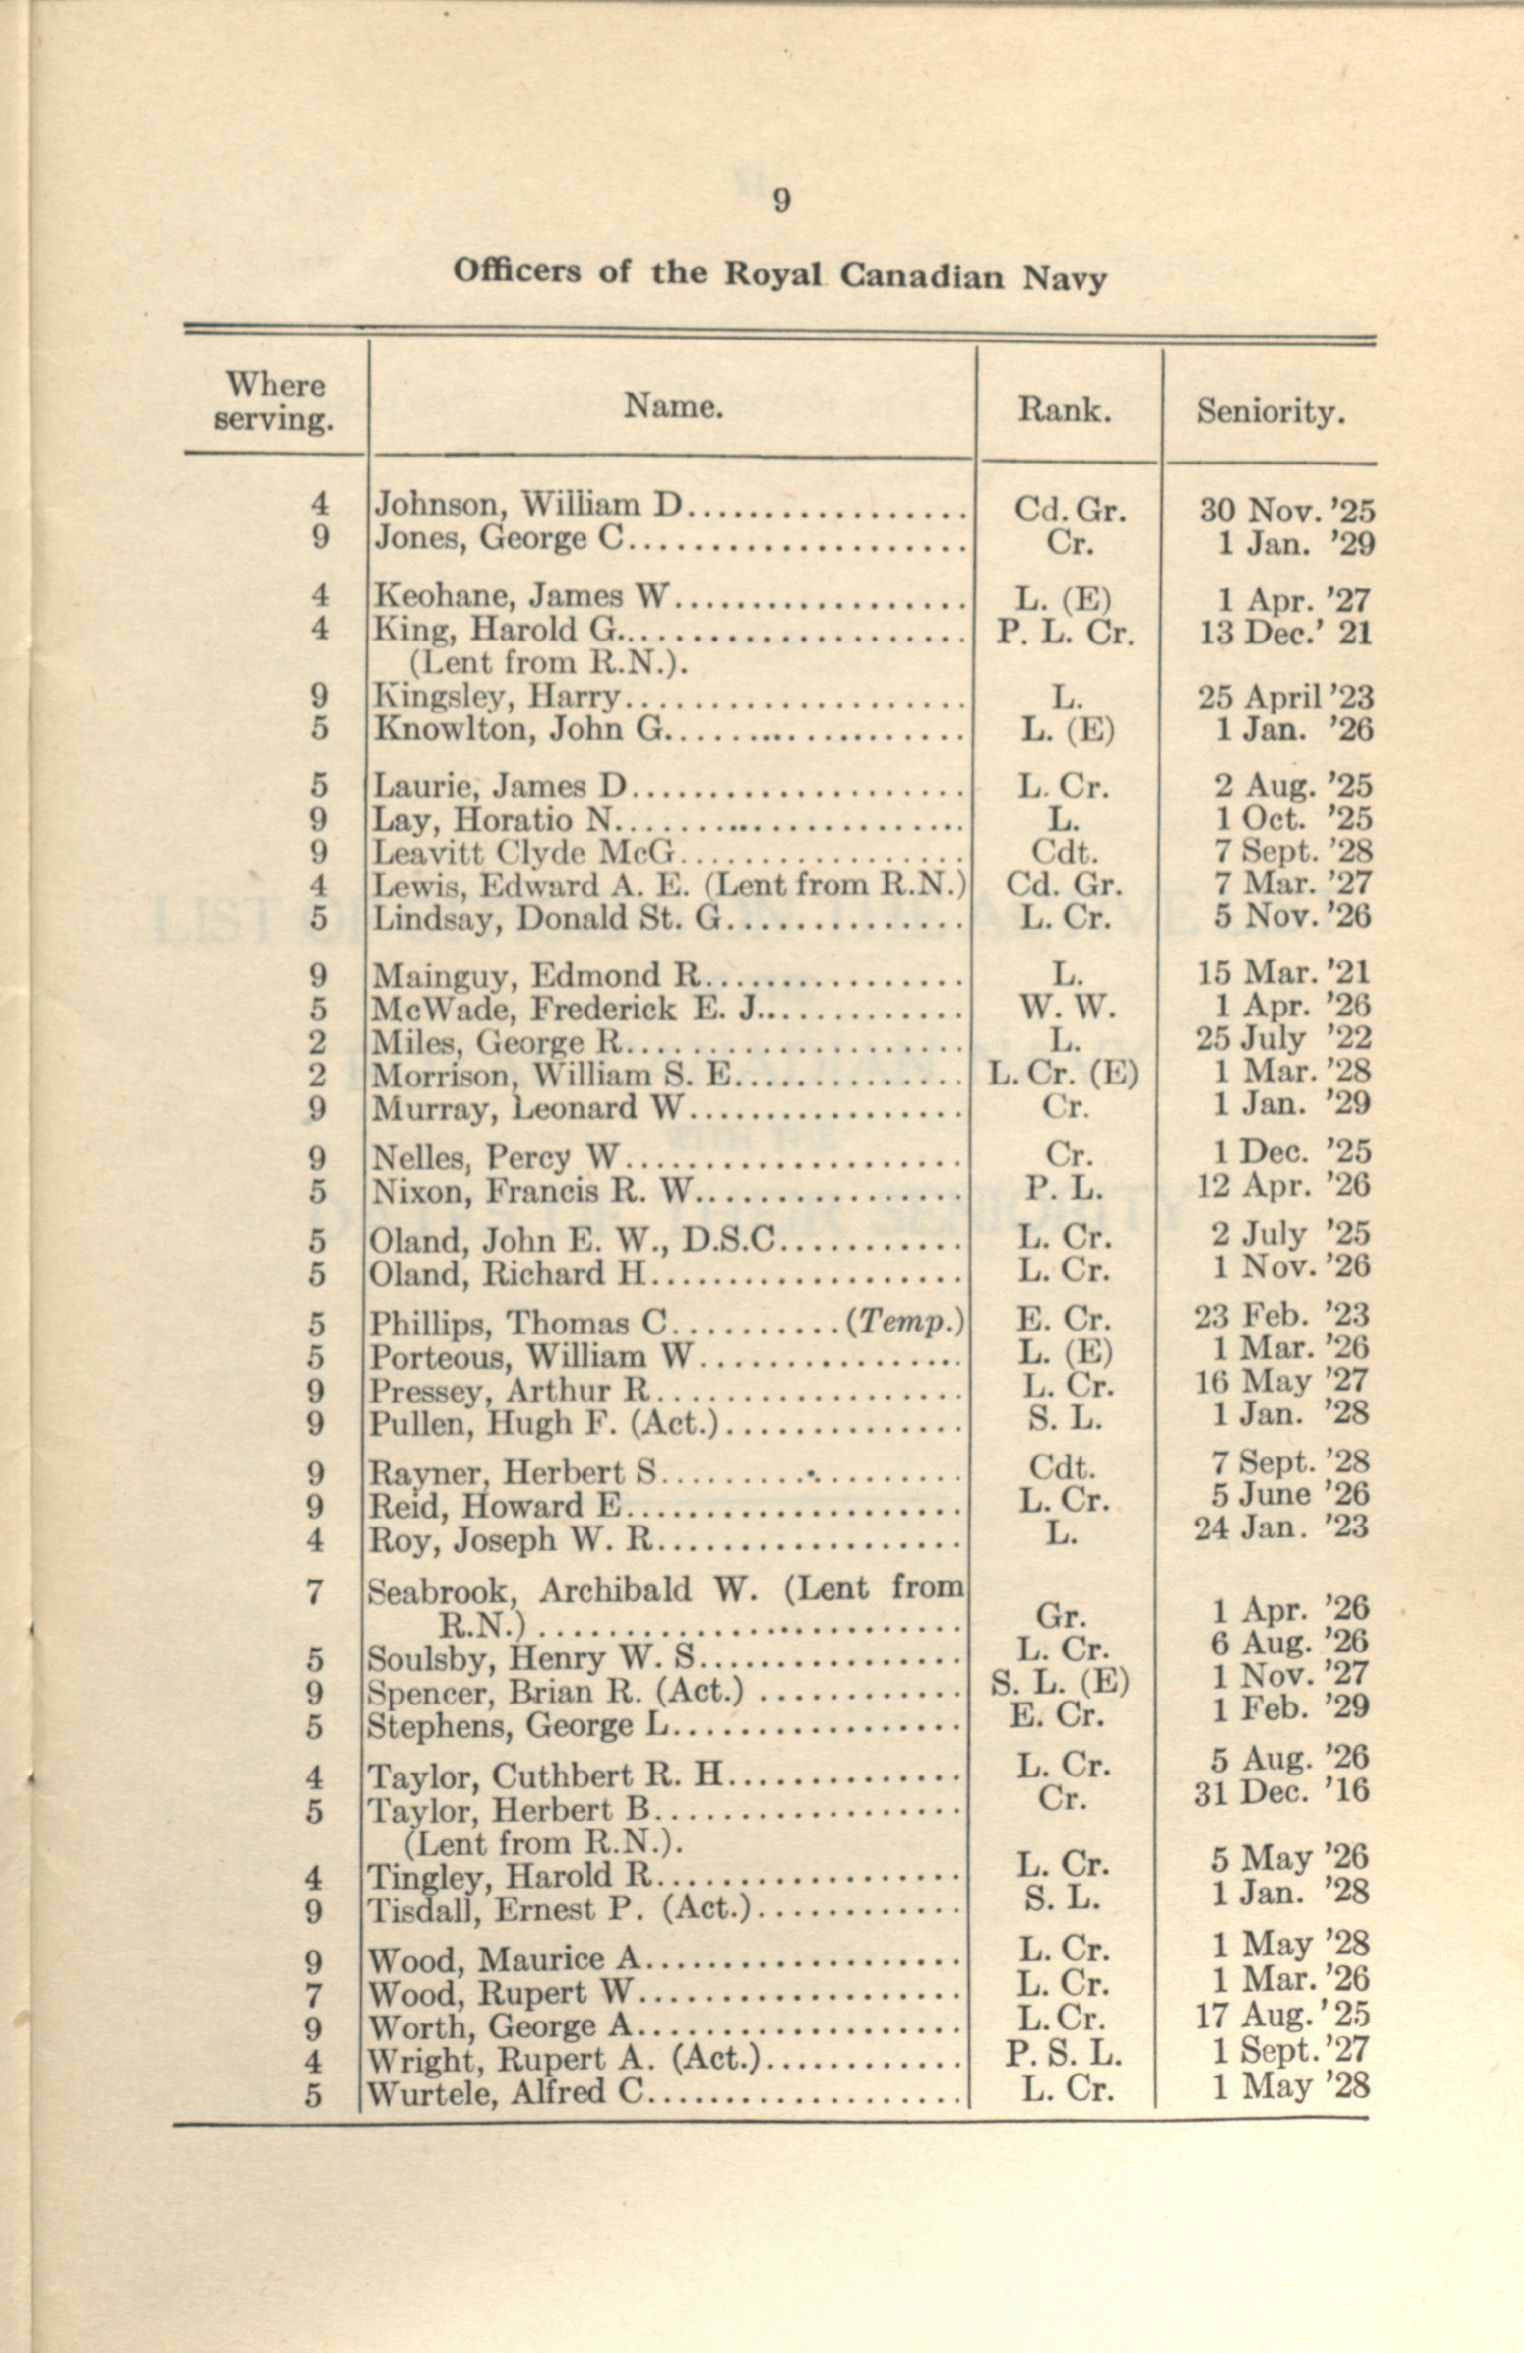 9
Officers of the Royal Canadian Navy
Where serving. Name. Rank. Seniority.
4 Johnson, William D.................. Cd. Gr. 30 Nov. '25
9 Jones, George C..................... Cr. 1 Jan. '29
4 Keohane, James W................... L. (E) 1 Apr. '27
4 King, Harold G...................... P. L. Cr. 13 Dec.' 21
(Lent from R.N.).
9 Kingsley, Harry...................... L. 25 April '23
5 Knowlton, John G................... L. (E) 1 Jan. '26
5 Laurie, James D..................... L. Cr. 2 Aug. '25
9 Lay, Horatio N...................... L. 1 Oct. '25
9 Leavitt Clyde McG.................. Cdt. 7 Sept. '28
4 Lewis, Edward A. E. (Lent from R.N.) Cd. Gr. 7 Mar. '27
5 Lindsay, Donald St. G............... L. Cr. 5 Nov. '26
9 Mainguy, Edmond R................. L. 15 Mar. '21
5 McWade, Frederick E. J............. W. W. 1 Apr. '26
2 Miles, George R..................... L. 25 July '22
2 Morrison, William S. E.............. L. Cr. (E) 1 Mar. '28
9 Murray, Leonard W................. Cr. 1 Jan. '29
9 Nelles, Percy W..................... Cr. 1 Dec. '25
5 Nixon, Francis R. W................ P. L. 12 Apr. '26
5 Oland, John E. W., D.S.C............ L. Cr. 2 July '25
5 Oland, Richard H.................... L. Cr. 1 Nov. '26
5 Phillips, Thomas C...........(Temp.) E. Cr. 23 Feb. '23
5 Porteous, William W................. L. (E) 1 Mar. '26
9 Pressey, Arthur R.................... L. Cr. 16 May '27
9 Pullen, Hugh F. (Act.)............... S. L. 1 Jan. '28
9 Rayner, Herbert S................... Cdt. 7 Sept. '28
9 Reid, Howard E..................... L. Cr. 5 June '26
4 Roy, Joseph W. R................... L. 24 Jan. '23
7 Seabrook, Archibald W. (Lent from
R.N.)........................... Gr. 1 Apr. '26
5 Soulsby, Henry W. S................ L. Cr. 6 Aug. '26
9 Spencer, Brian R. (Act.) ............. S. L. (E) 1 Nov. '27
5 Stephens, George L.................. E. Cr. 1 Feb. '29
4 Taylor, Cuthbert R. H............... L. Cr. 5 Aug. '26
5 Taylor, Herbert B................... Cr. 31 Dec. '16
(Lent from R.N.).
4 Tingley, Harold R................... L. Cr. 5 May '26
9 Tisdall, Ernest P. (Act.)............. S. L. 1 Jan. '28
9 Wood, Maurice A.................... L. Cr. 1 May '28
7 Wood, Rupert W.................... L. Cr. 1 Mar. '26
9 Worth, George A.................... L. Cr. 17 Aug. '25
4 Wright, Rupert A. (Act.)............. P. S. L. 1 Sept. '27
5 Wurtele, Alfred C.................... L. Cr. 1 May '28